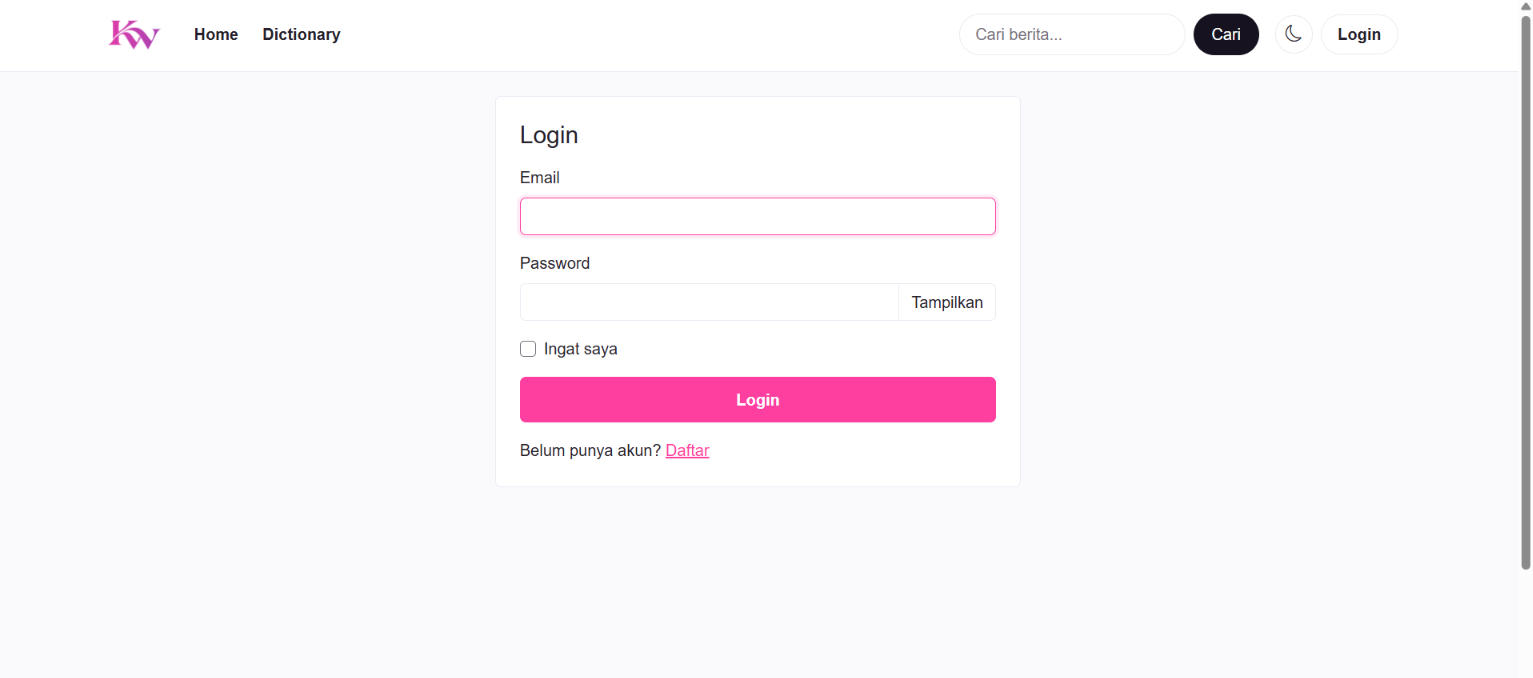 KW Home Dictionary Cari berita... Cari Login
Login
Email
Password
Tampilkan
Ingat saya
Login
Belum punya akun? Daftar